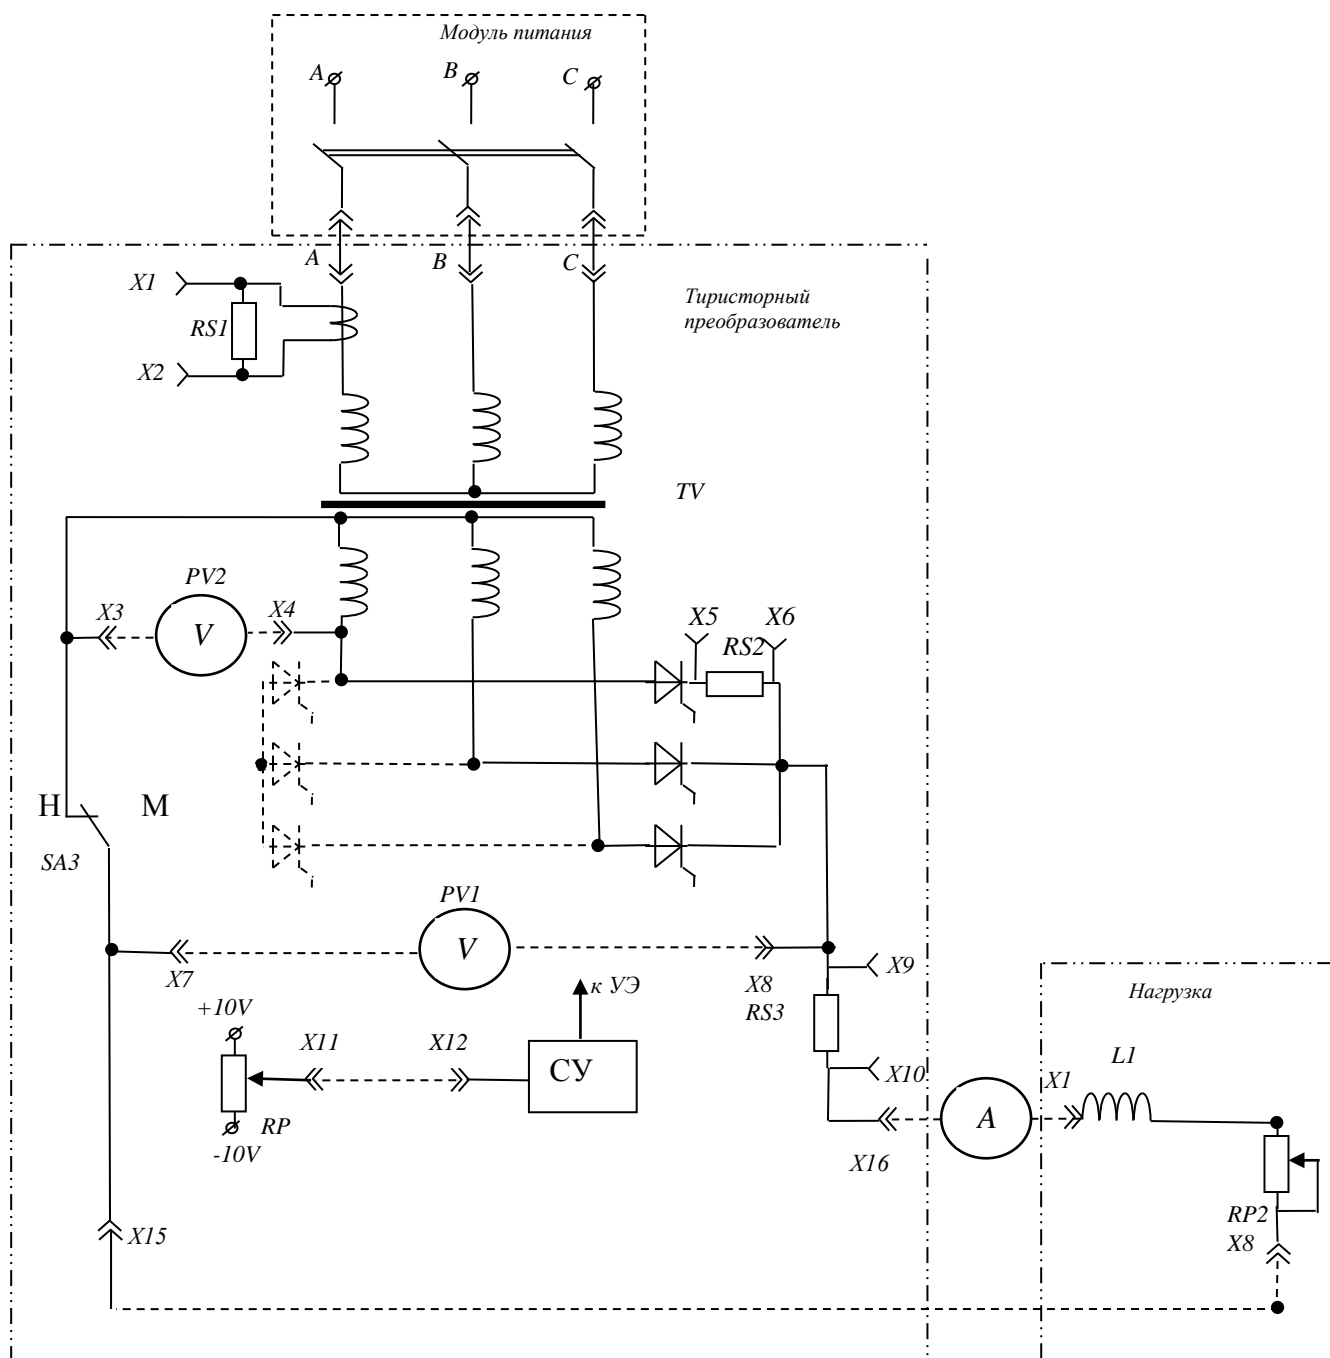 Модуль питания
A
B
C
A
B
C
X1
Тиристорный
преобразователь
RS1
X2
TV
PV2
X3
X4
V
X5
X6
RS2
Н
М
SA3
PV1
V
X7
X8
X9
RS3
к УЭ
Нагрузка
+10V
X11
X12
СУ
X10
X1
L1
RP
-10V
A
X16
RP2
X8
X15